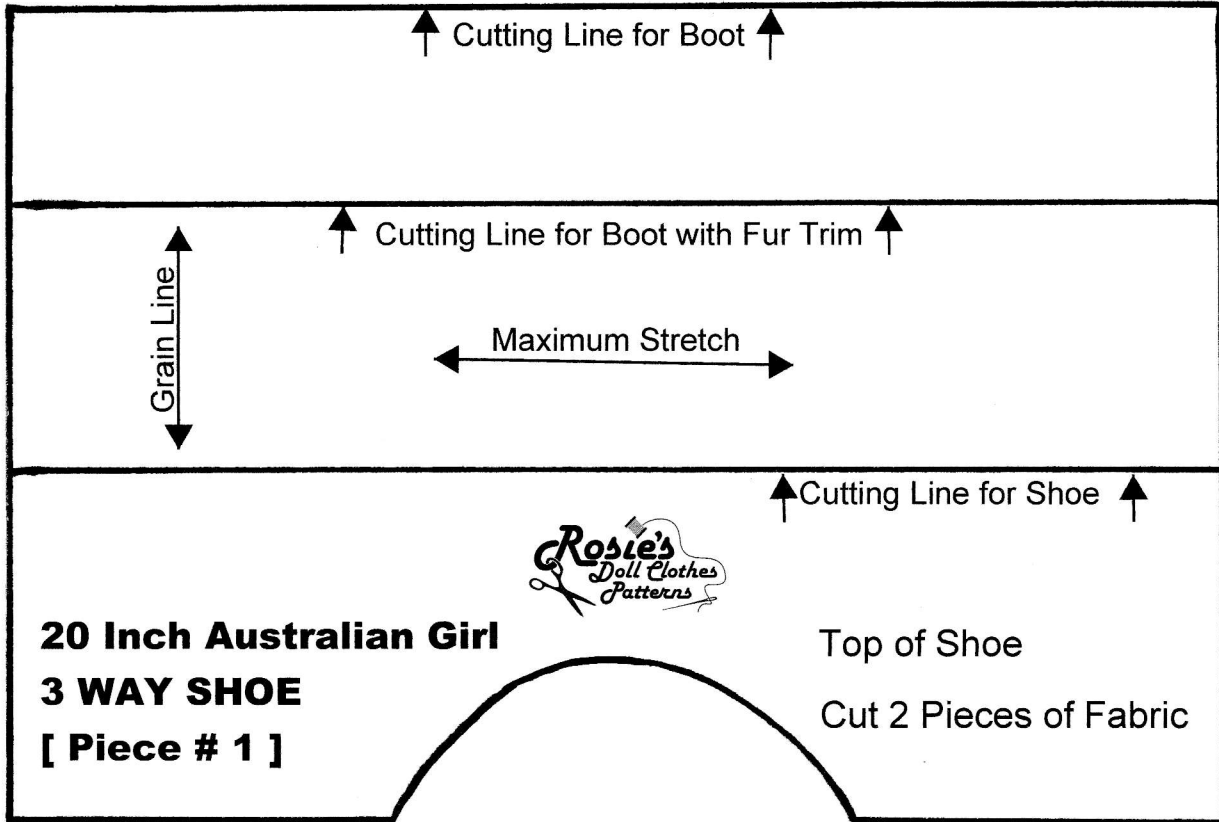 Cutting Line for Boot
Cutting Line for Boot with Fur Trim
Grain Line
Maximum Stretch
Cutting Line for Shoe
Rosie's
Doll Clothes
Patterns
20 Inch Australian Girl
3 WAY SHOE
[ Piece # 1 ]
Top of Shoe
Cut 2 Pieces of Fabric